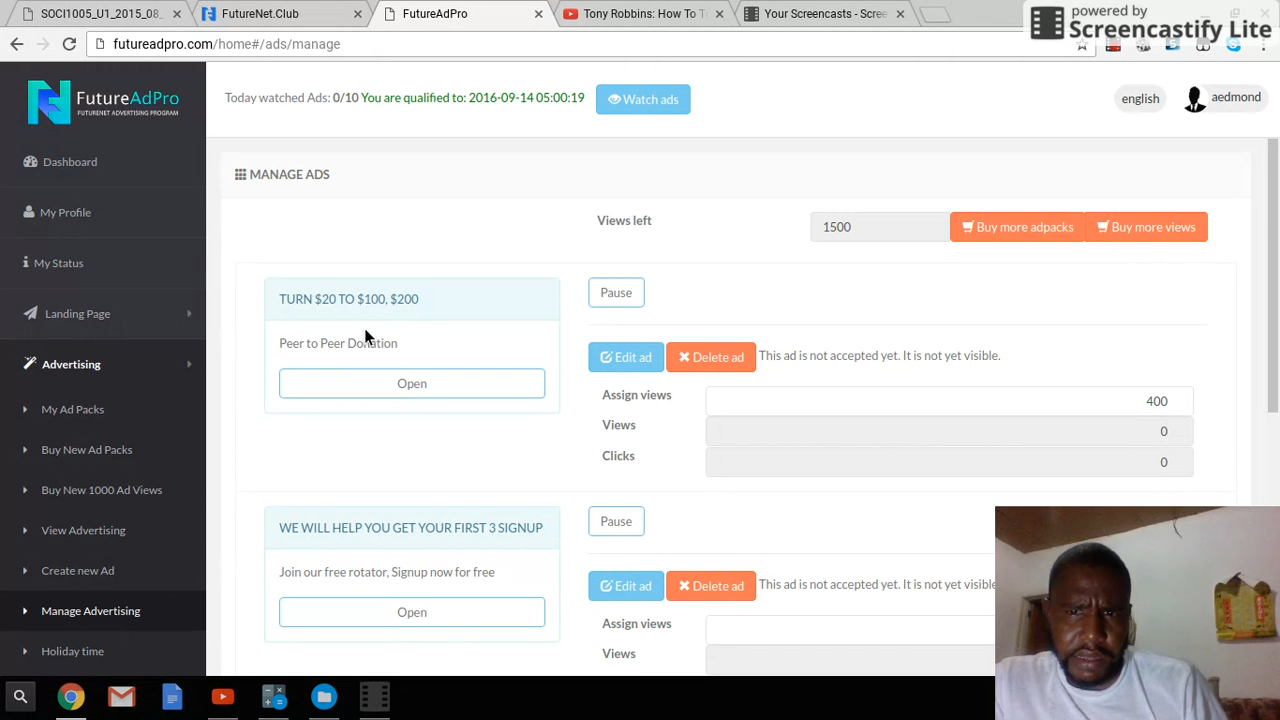 SOCI1005_U1_2015_08_
FutureNet.Club
FutureAdPro
Tony Robbins: How To T
Your Screencasts - Scree
powered by
Screencastify Lite
futureadpro.com/home#/ads/manage
FutureAdPro
FUTURENET ADVERTISING PROGRAM
Today watched Ads: 0/10 You are qualified to: 2016-09-14 05:00:19
Watch ads
english
aedmond
Dashboard
My Profile
My Status
Landing Page
Advertising
My Ad Packs
Buy New Ad Packs
Buy New 1000 Ad Views
View Advertising
Create new Ad
Manage Advertising
Holiday time
MANAGE ADS
Views left
1500
Buy more adpacks
Buy more views
TURN $20 TO $100, $200
Peer to Peer Donation
Open
Pause
Edit ad
Delete ad
This ad is not accepted yet. It is not yet visible.
Assign views
400
Views
0
Clicks
0
WE WILL HELP YOU GET YOUR FIRST 3 SIGNUP
Join our free rotator, Signup now for free
Open
Pause
Edit ad
Delete ad
This ad is not accepted yet. It is not yet visible
Assign views
Views